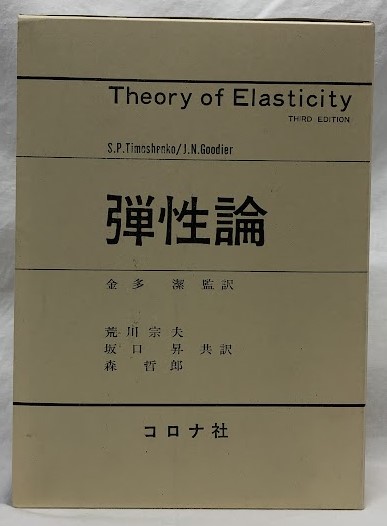 Theory of Elasticity
THIRD EDITION
S.P.Timoshenko/J.N.Goodier
弾性論
金多 潔 監訳
荒川宗夫
坂口 昇 共訳
森 哲郎
コロナ社